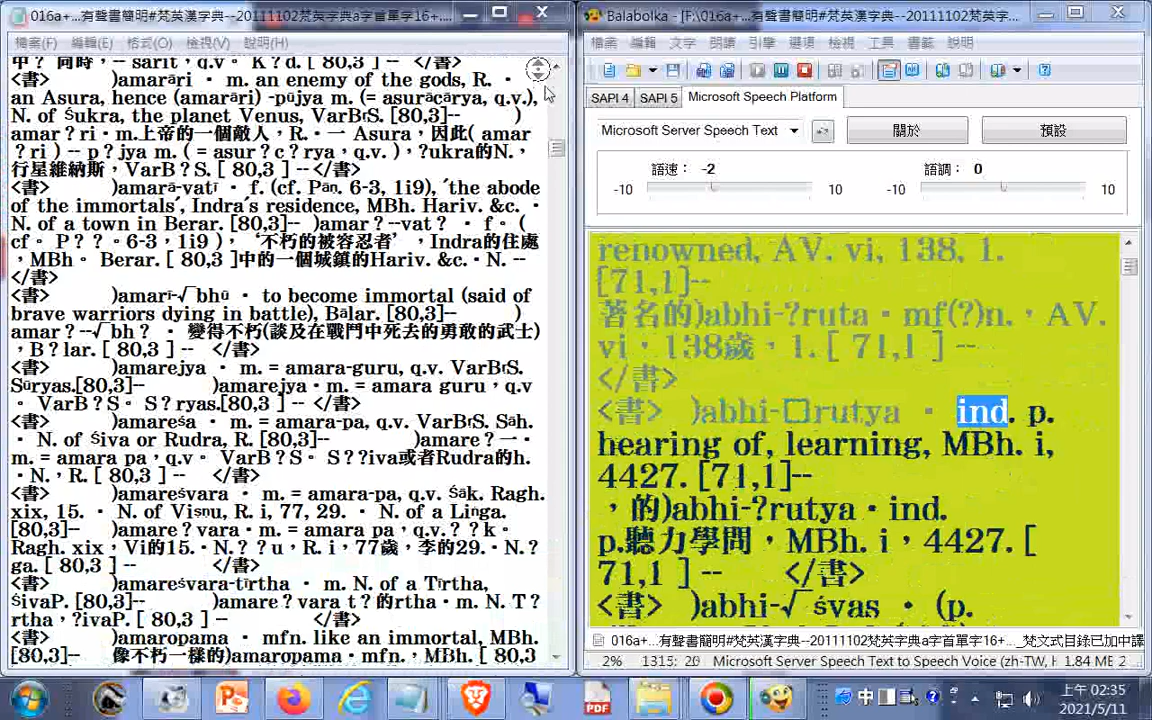 016a+...有聲書簡明#梵英漢字典--20111102梵英字典a字首單字16+...
檔案(F) 編輯(E) 格式(O) 檢視(V) 說明(H)
中？ 同時，-- sarit, q.v. K？d. [ 80,3 ] -- </書>
<書> )amarāri ‧ m. an enemy of the gods, R. ‧
an Asura, hence (amarāri) -pūjya m. (= asurācārya, q.v.),
N. of Śukra, the planet Venus, VarBṛS. [80,3]-- )
amar？ri‧m.上帝的一個敵人，R.‧一 Asura，因此( amar
？ri ) -- p？jya m. ( = asur？c？rya，q.v. )，?ukra的N.，
行星維納斯，VarB？S. [ 80,3 ] --</書>
<書> )amarā-vatī ‧ f. (cf. Pāṇ. 6-3, 1i9), 'the abode
of the immortals', Indra's residence, MBh. Hariv. &c. ‧
N. of a town in Berar. [80,3]-- )amar？--vat？ ‧ f。(
cf。 P？？。6-3，1i9 )，‘不朽的被容忍者’，Indra的住處
，MBh。 Berar. [ 80,3 ]中的一個城鎮的Hariv. &c.‧N. --
</書>
<書> )amarī-√bhū ‧ to become immortal (said of
brave warriors dying in battle), Bālar. [80,3]-- )
amar？--√bh？ ‧ 變得不朽(談及在戰鬥中死去的勇敢的武士)
，B？lar. [ 80,3 ] -- </書>
<書> )amarejya ‧ m. = amara-guru, q.v. VarBṛS.
Sūryas.[80,3]-- )amarejya‧m. = amara guru，q.v
。 VarB？S。 S？ryas.[80,3 ] -- </書>
<書> )amareśa ‧ m. = amara-pa, q.v. VarBṛS. Sāh.
‧ N. of Śiva or Rudra, R. [80,3]-- )amare？一‧
m. = amara pa，q.v。 VarB？S。 S？？iva或者Rudra的h.
‧N.，R. [ 80,3 ] -- </書>
<書> )amareśvara ‧ m. = amara-pa, q.v. Śāk. Ragh.
xix, 15. ‧ N. of Viṣṇu, R. i, 77, 29. ‧ N. of a Liṅga.
[80,3]-- )amare？vara‧m. = amara pa，q.v.？？k。
Ragh. xix，Vi的15.‧N.？？u，R. i，77歲，李的29.‧N.？
ga. [ 80,3 ] -- </書>
<書> )amareśvara-tīrtha ‧ m. N. of a Tīrtha,
ŚivaP. [80,3]-- )amare？vara t？的rtha‧m. N. T？
rtha，?ivaP. [ 80,3 ] -- </書>
<書> )amaropama ‧ mfn. like an immortal, MBh.
[80,3]-- 像不朽一樣的)amaropama‧mfn.，MBh. [ 80,3
Balabolka - [F:\016a+...有聲書簡明#梵英漢字典--20111102梵英字...
檔案 編輯 文字 朗讀 引擎 選項 檢視 工具 書籤 說明
SAPI 4 SAPI 5 Microsoft Speech Platform
Microsoft Server Speech Text 關於 預設
語速： -2 語調： 0
-10 10 -10 10
renowned, AV. vi, 138, 1.
[71,1]--
著名的)abhi-?ruta‧mf(?)n.，AV.
vi，138歲，1. [ 71,1 ] --
</書>
<書> )abhi-□rutya ‧ ind. p.
hearing of, learning, MBh. i,
4427. [71,1]--
，的)abhi-?rutya‧ind.
p.聽力學問，MBh. i，4427. [
71,1 ] -- </書>
<書> )abhi-√śvas ‧ (p.
016a+...有聲書簡明#梵英漢字典--20111102梵英字典a字首單字16+..._梵文式目錄已加中譯
2% 1315: 26 Microsoft Server Speech Text to Speech Voice (zh-TW, 1.84 ME 2
PDF
中
上午 02:35
2021/5/11